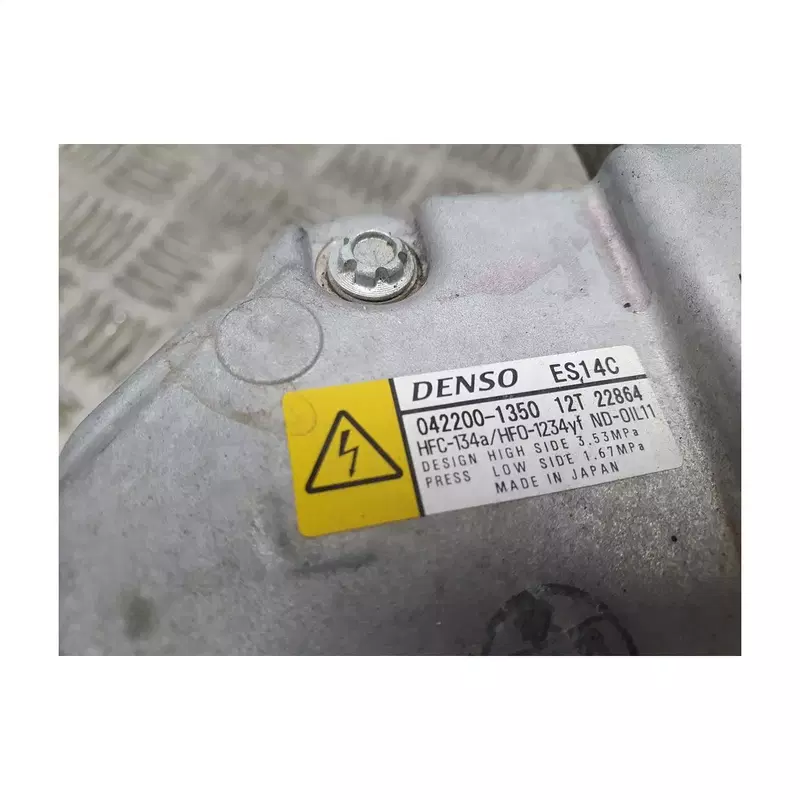 DENSO ES14C
042200-1350 12T 22864
HFC-134a/HFO-1234yf ND-OIL11
DESIGN HIGH SIDE 3.53MPa
PRESS LOW SIDE 1.67MPa
MADE IN JAPAN